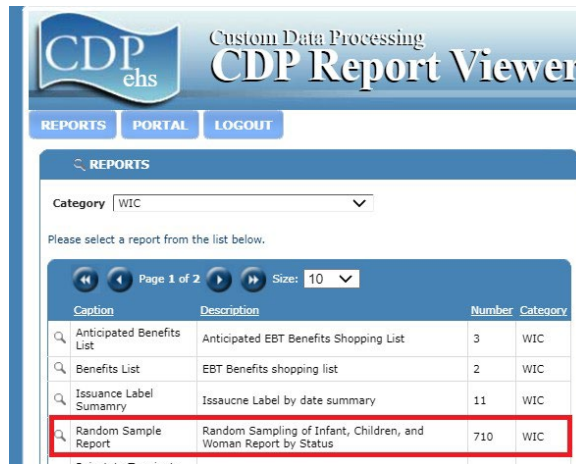 CDP
ehs
Custom Data Processing
CDP Report Viewer
REPORTS PORTAL LOGOUT
REPORTS
Category WIC
Please select a report from the list below.
Page 1 of 2 Size: 10
Caption Description Number Category
Anticipated Benefits
List Anticipated EBT Benefits Shopping List 3 WIC
Benefits List EBT Benefits shopping list 2 WIC
Issuance Label
Sumamry Issaucne Label by date summary 11 WIC
Random Sample
Report Random Sampling of Infant, Children, and
Woman Report by Status 710 WIC